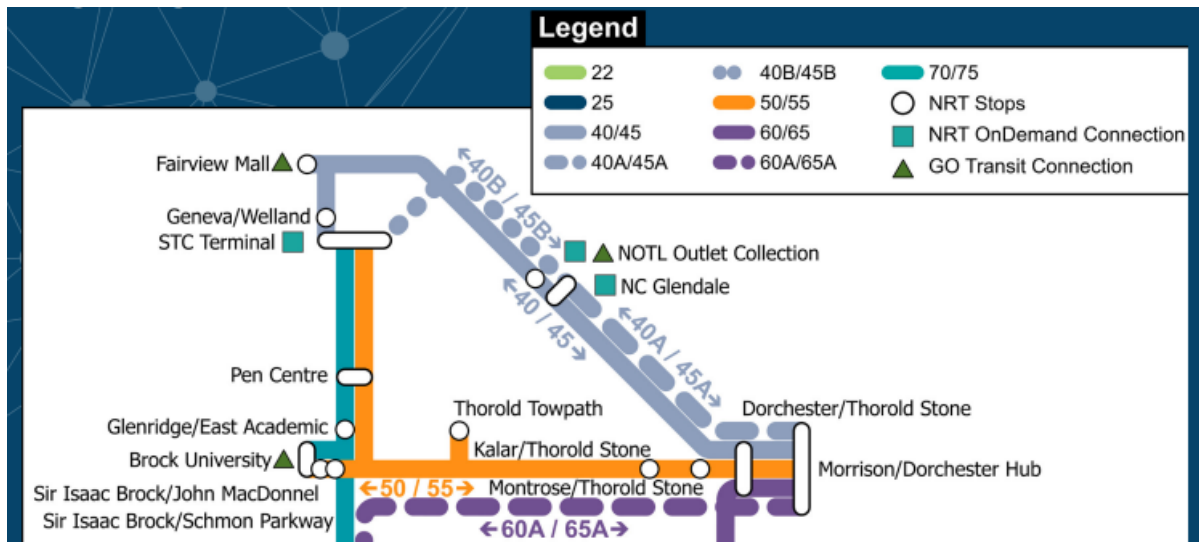 Legend
22
25
40/45
40A/45A
40B/45B
50/55
60/65
60A/65A
70/75
NRT Stops
NRT OnDemand Connection
GO Transit Connection
Fairview Mall
Geneva/Welland
STC Terminal
←40B / 45B→
NOTL Outlet Collection
NC Glendale
←40 / 45→
←40A / 45A→
Pen Centre
Glenridge/East Academic
Brock University
Sir Isaac Brock/John MacDonnel
Sir Isaac Brock/Schmon Parkway
Thorold Towpath
Kalar/Thorold Stone
Montrose/Thorold Stone
Dorchester/Thorold Stone
Morrison/Dorchester Hub
←50 / 55→
←60A / 65A→